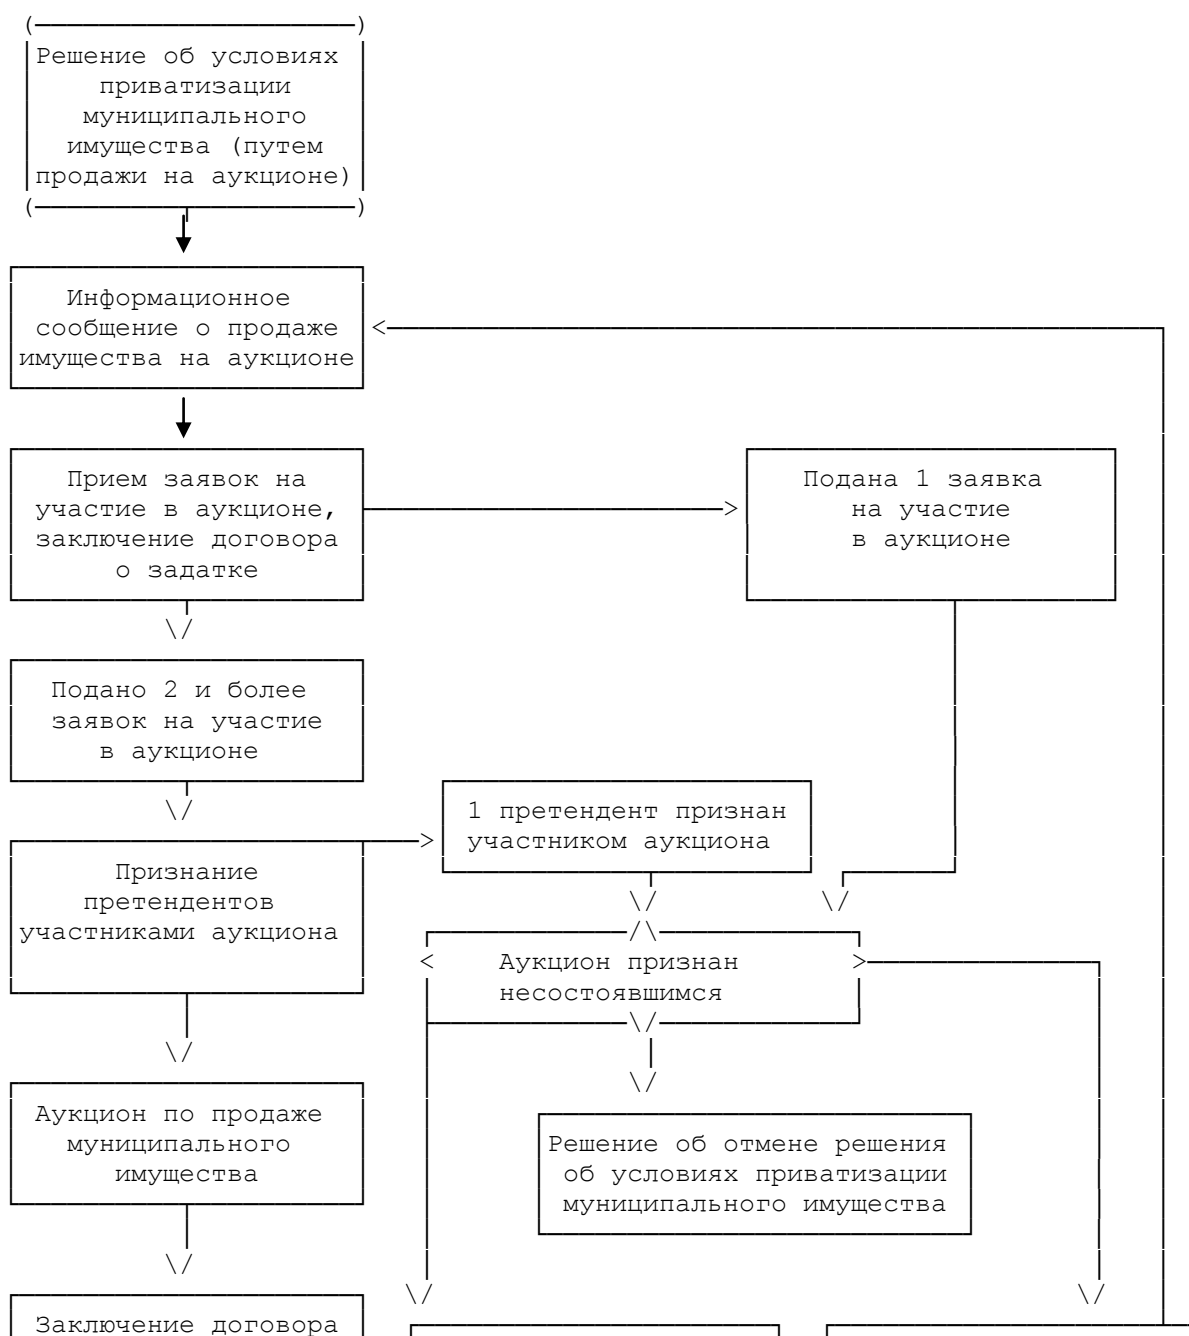 Решение об условиях
приватизации
муниципального
имущества (путем
продажи на аукционе)
Информационное
сообщение о продаже
имущества на аукционе
Прием заявок на
участие в аукционе,
заключение договора
о задатке
Подана 1 заявка
на участие
в аукционе
Подано 2 и более
заявок на участие
в аукционе
1 претендент признан
участником аукциона
Признание
претендентов
участниками аукциона
Аукцион признан
несостоявшимся
Аукцион по продаже
муниципального
имущества
Решение об отмене решения
об условиях приватизации
муниципального имущества
Заключение договора